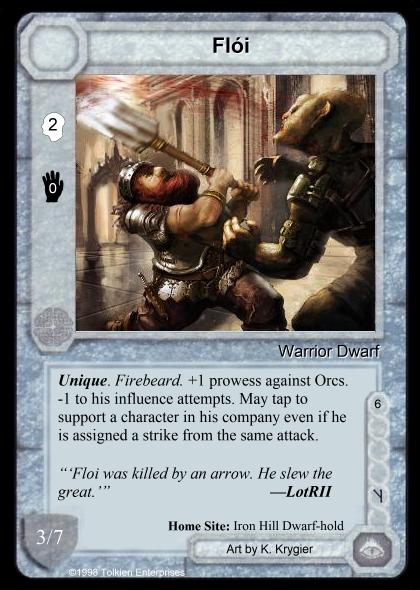 Flói
2
0
Warrior Dwarf
Unique. Firebeard. +1 prowess against Orcs.
-1 to his influence attempts. May tap to
support a character in his company even if he
is assigned a strike from the same attack.
“‘Floi was killed by an arrow. He slew the
great.’” —LotRII
6
Home Site: Iron Hill Dwarf-hold
3/7
Art by K. Krygier
©1998 Tolkien Enterprises